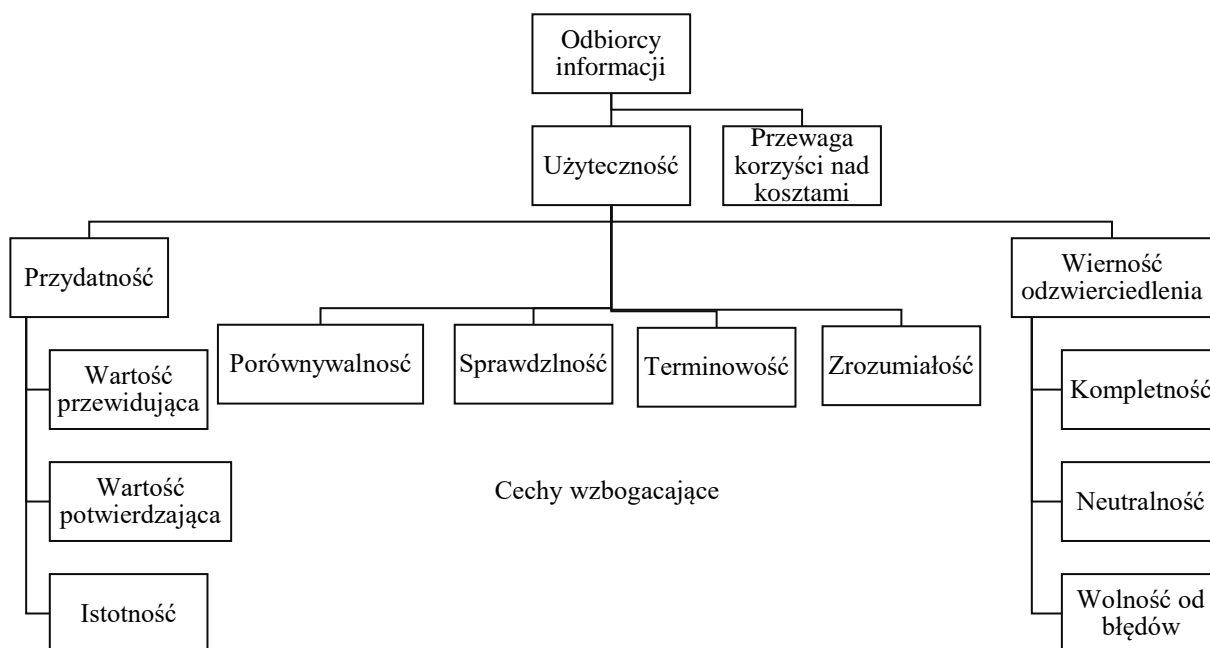 Odbiorcy
informacji
Użyteczność
Przewaga
korzyści nad
kosztami
Przydatność
Wierność
odzwierciedlenia
Porównywalnosć
Sprawdzlność
Terminowość
Zrozumiałość
Wartość
przewidująca
Kompletność
Wartość
potwierdzająca
Cechy wzbogacające
Neutralność
Istotność
Wolność od
błędów